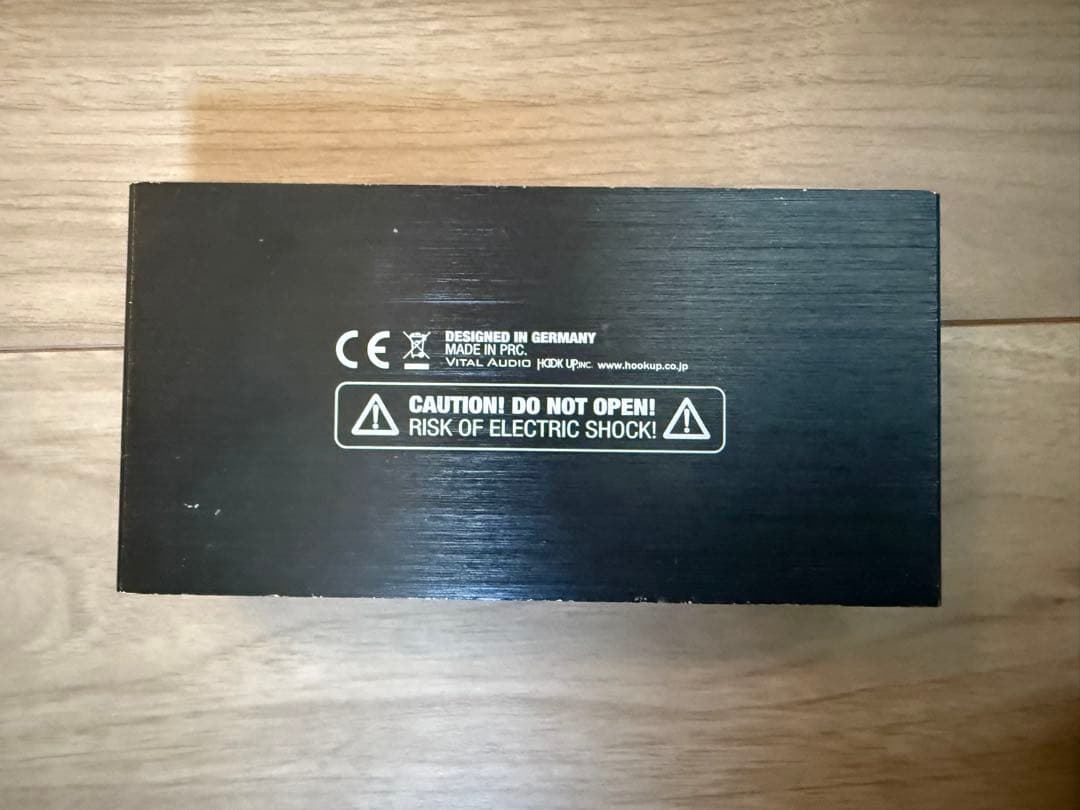 CE
DESIGNED IN GERMANY
MADE IN PRC.
VITAL AUDIO HOOK UP,INC. www.hookup.co.jp
CAUTION! DO NOT OPEN!
RISK OF ELECTRIC SHOCK!